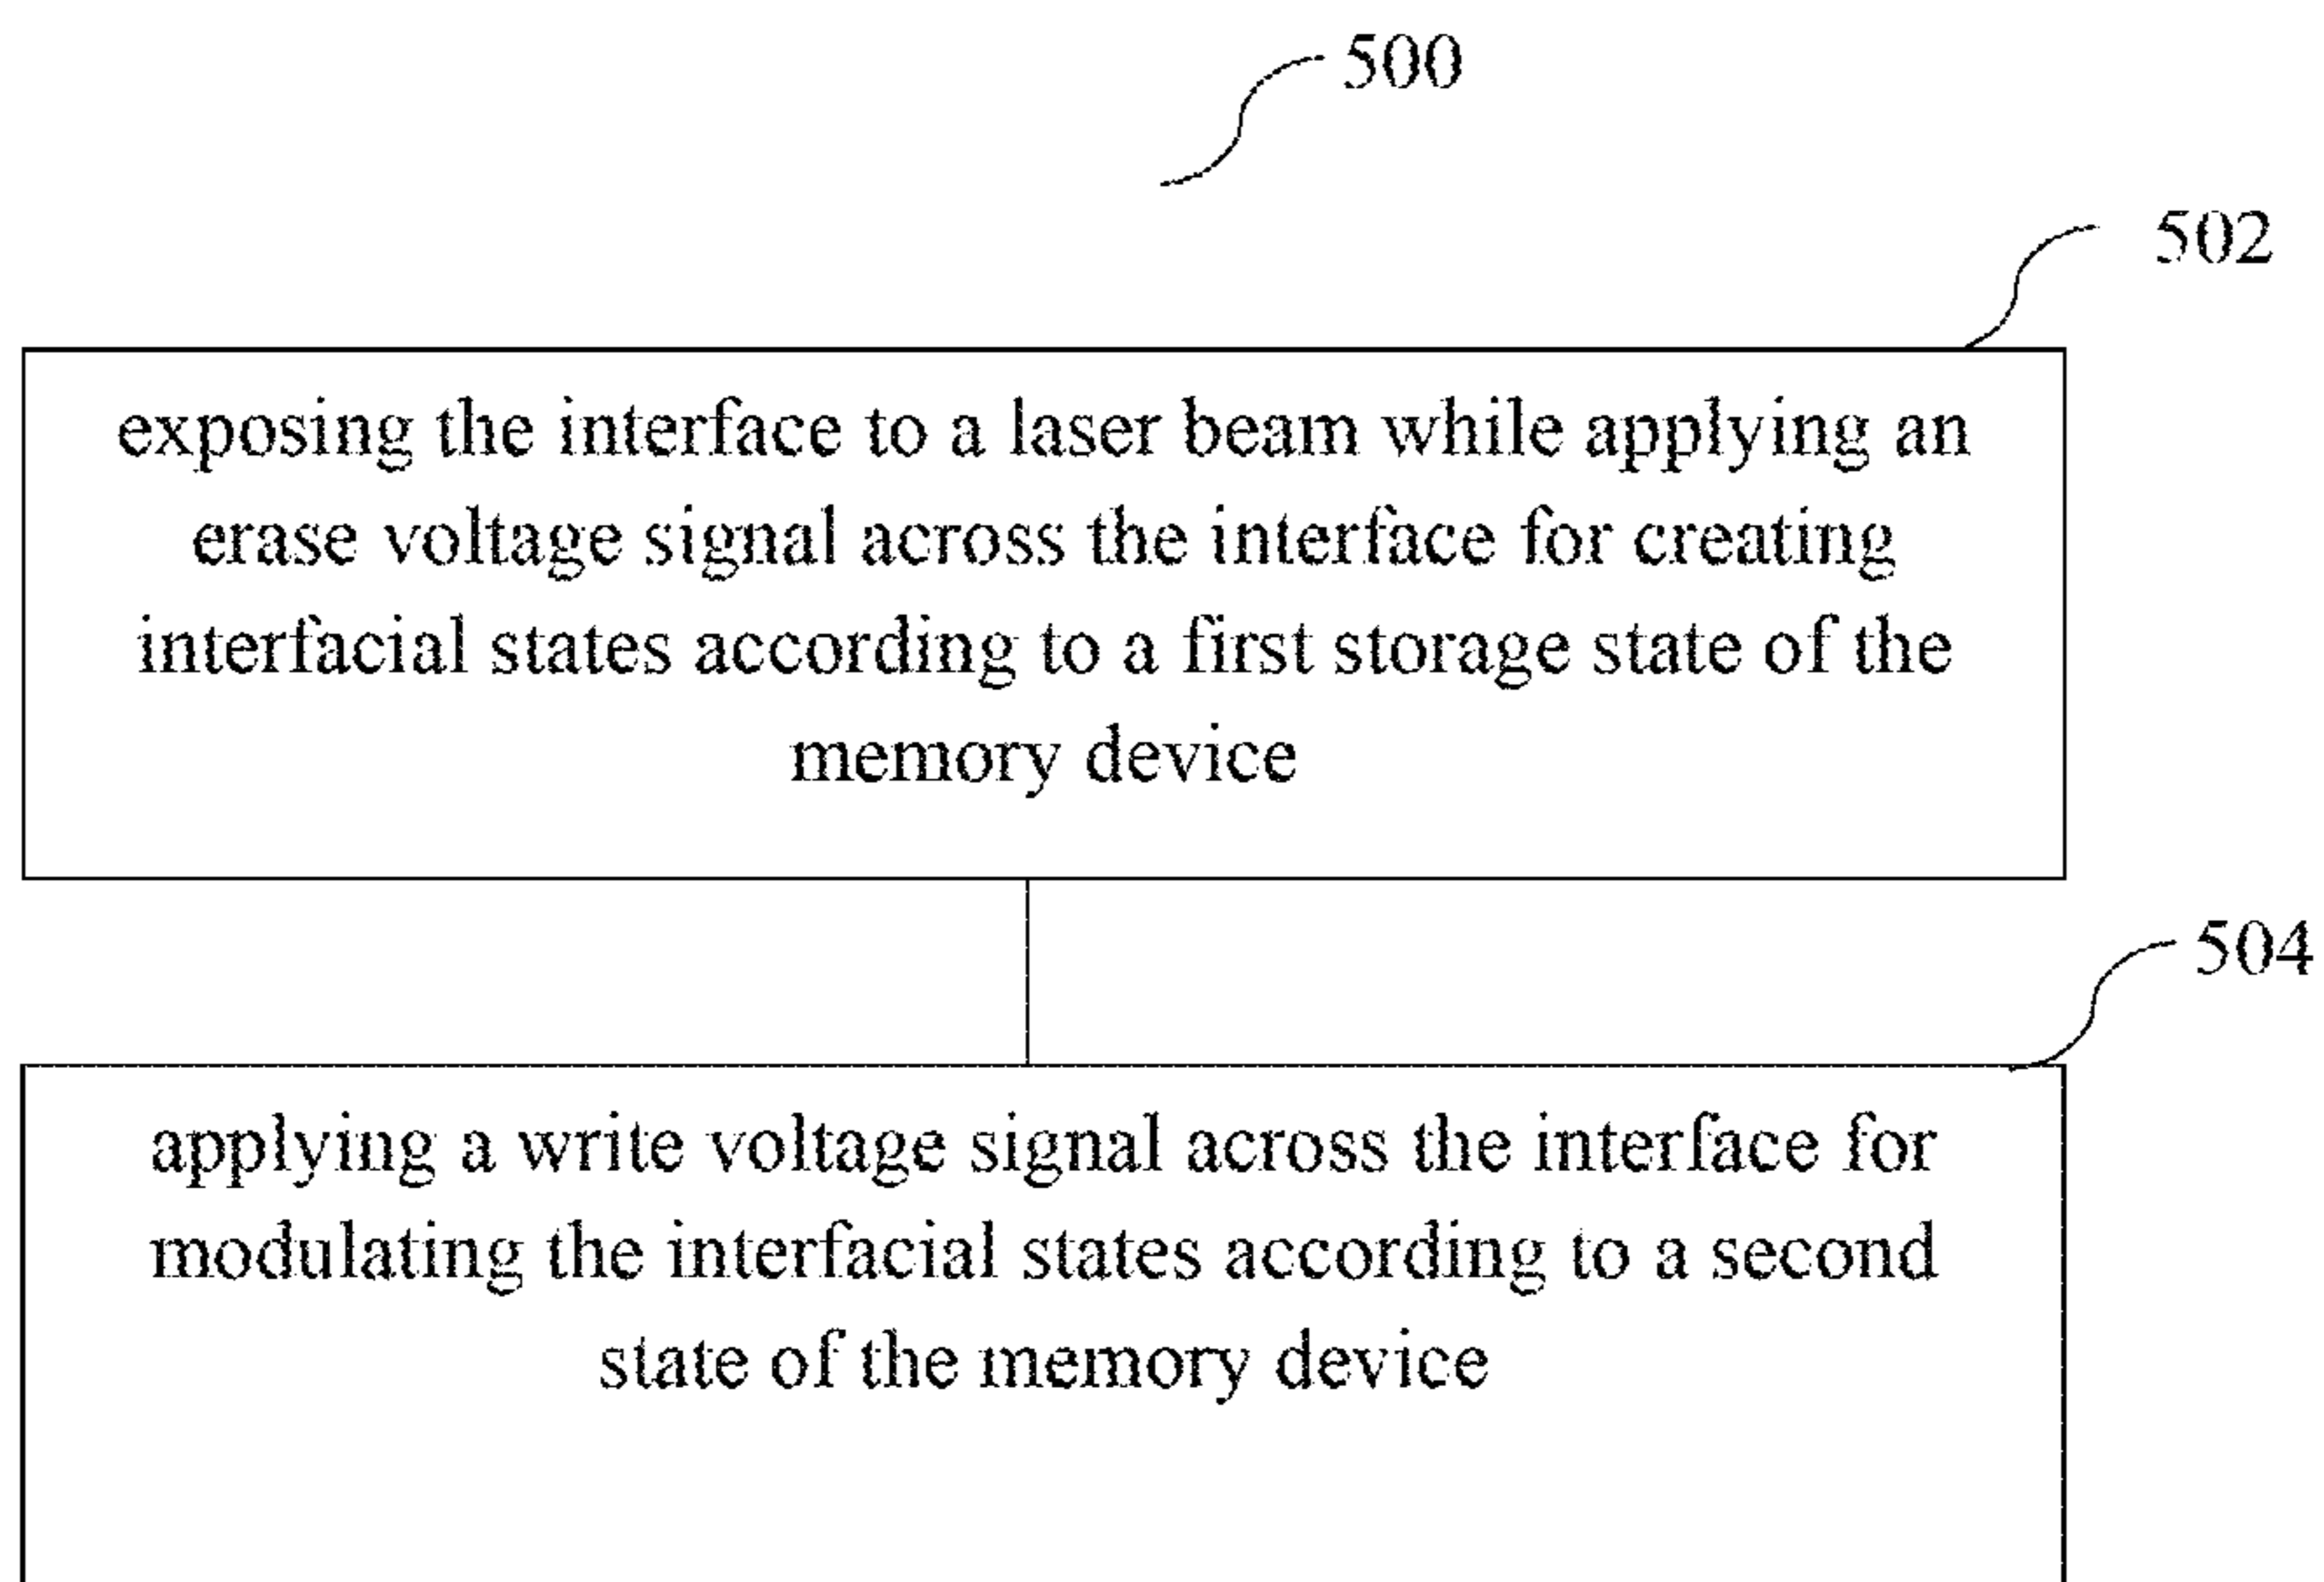 500
502
exposing the interface to a laser beam while applying an
erase voltage signal across the interface for creating
interfacial states according to a first storage state of the
memory device
504
applying a write voltage signal across the interface for
modulating the interfacial states according to a second
state of the memory device